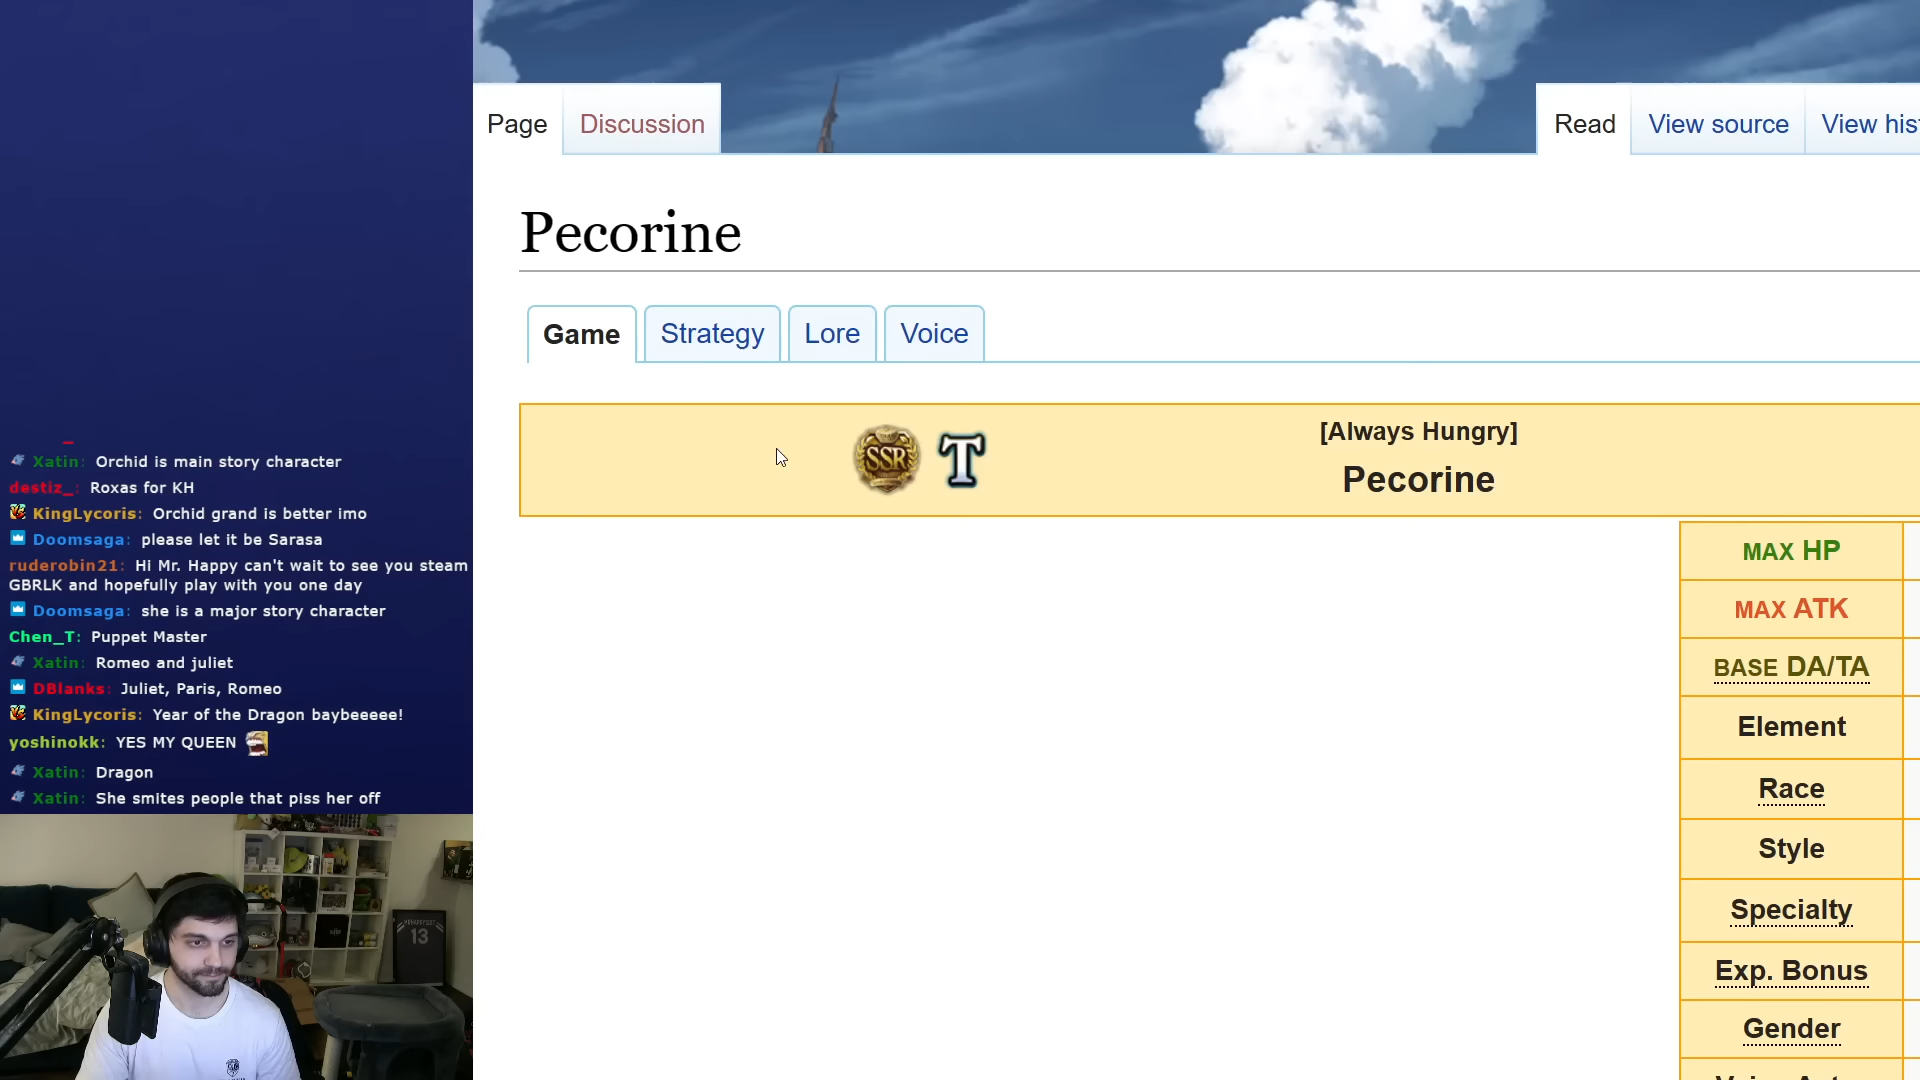 Page
Discussion
Read
View source
View his
Pecorine
Game
Strategy
Lore
Voice
SSR
T
[Always Hungry]
Pecorine
MAX HP
MAX ATK
BASE DA/TA
Element
Race
Style
Specialty
Exp. Bonus
Gender
Xatin: Orchid is main story character
destiz_: Roxas for KH
KingLycoris: Orchid grand is better imo
Doomsaga: please let it be Sarasa
ruderobin21: Hi Mr. Happy can't wait to see you steam
GBRLK and hopefully play with you one day
Doomsaga: she is a major story character
Chen_T: Puppet Master
Xatin: Romeo and juliet
DBlanks: Juliet, Paris, Romeo
KingLycoris: Year of the Dragon baybeeeee!
yoshinokk: YES MY QUEEN
Xatin: Dragon
Xatin: She smites people that piss her off
13